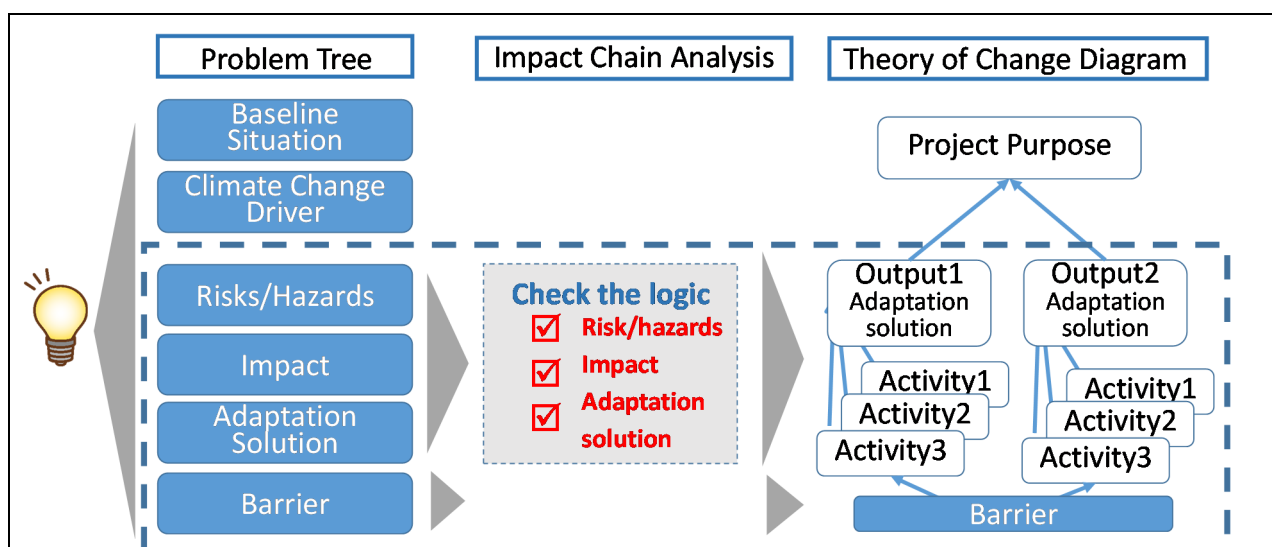 Problem Tree
Impact Chain Analysis
Theory of Change Diagram
Baseline
Situation
Climate Change
Driver
Risks/Hazards
Impact
Adaptation
Solution
Barrier
Check the logic
Risk/hazards
Impact
Adaptation
solution
Project Purpose
Output1
Adaptation
solution
Activity1
Activity2
Activity3
Output2
Adaptation
solution
Activity1
Activity2
Activity3
Barrier